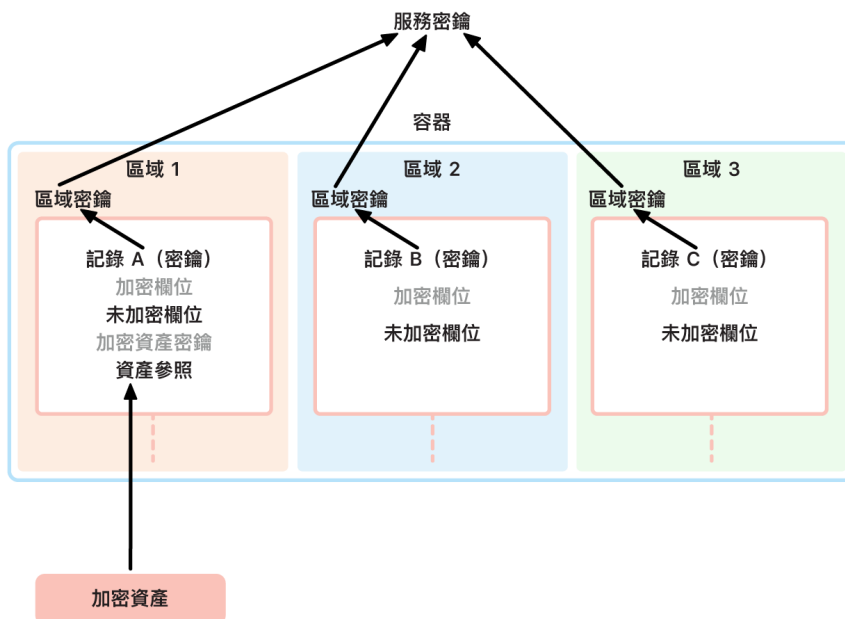 服務密鑰
容器
區域 1
區域 2
區域 3
區域密鑰
區域密鑰
區域密鑰
記錄 A（密鑰）
加密欄位
未加密欄位
加密資產密鑰
資產參照
記錄 B（密鑰）
加密欄位
未加密欄位
記錄 C（密鑰）
加密欄位
未加密欄位
加密資產